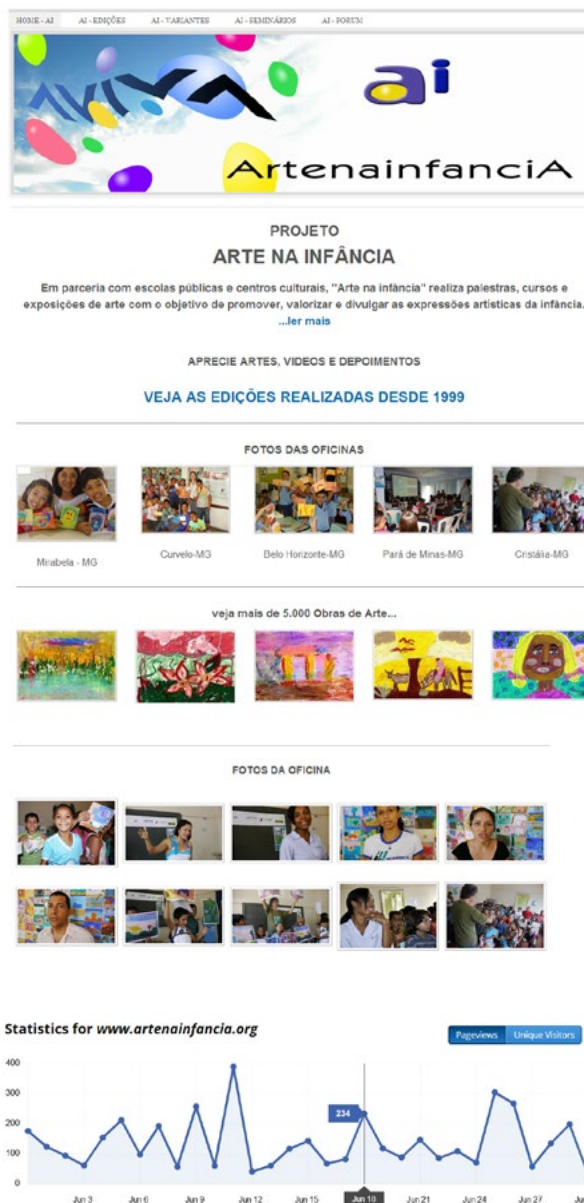 HOME - AI AI - EDIÇÕES AI - VARIANTES AI - SEMINÁRIOS AI - FORUM
AVIVA ai
ArtenainfanciA
PROJETO
ARTE NA INFÂNCIA
Em parceria com escolas públicas e centros culturais, "Arte na infância" realiza palestras, cursos e
exposições de arte com o objetivo de promover, valorizar e divulgar as expressões artísticas da infância.
...ler mais
APRECIE ARTES, VIDEOS E DEPOIMENTOS
VEJA AS EDIÇÕES REALIZADAS DESDE 1999
FOTOS DAS OFICINAS
Mirabela - MG Curvelo-MG Belo Horizonte-MG Pará de Minas-MG Cristália-MG
veja mais de 5.000 Obras de Arte...
FOTOS DA OFICINA
Statistics for www.artenainfancia.org
Pageviews Unique Visitors
400
300
234
200
100
0
Jun 3 Jun 6 Jun 9 Jun 12 Jun 15 Jun 18 Jun 21 Jun 24 Jun 27